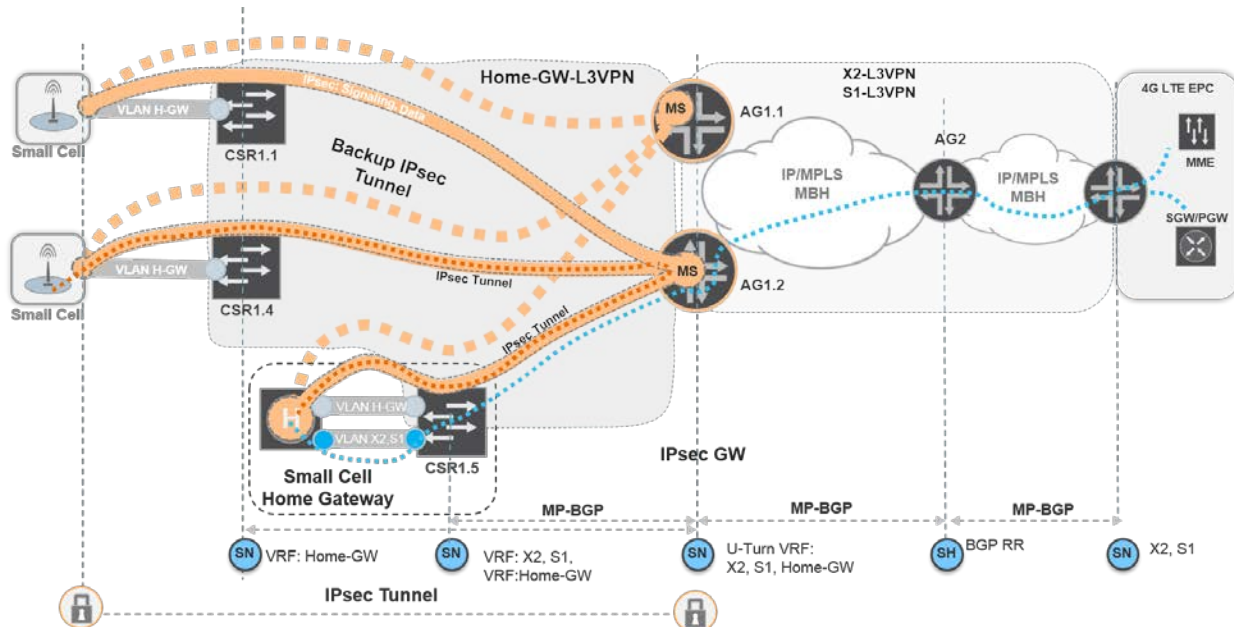 Home-GW-L3VPN
X2-L3VPN
S1-L3VPN
4G LTE EPC
IPsec: Signaling, Data
MS
AG1.1
VLAN H-GW
Small Cell
CSR1.1
AG2
MME
Backup IPsec
Tunnel
IP/MPLS
MBH
IP/MPLS
MBH
SGW/PGW
VLAN H-GW
MS
IPsec Tunnel
AG1.2
Small Cell
CSR1.4
IPsec Tunnel
H
VLAN H-GW
VLAN X2,S1
CSR1.5
IPsec GW
Small Cell
Home Gateway
MP-BGP
MP-BGP
MP-BGP
SN
VRF: Home-GW
SN
VRF: X2, S1,
VRF:Home-GW
SN
U-Turn VRF:
X2, S1, Home-GW
SH
BGP RR
SN
X2, S1
IPsec Tunnel